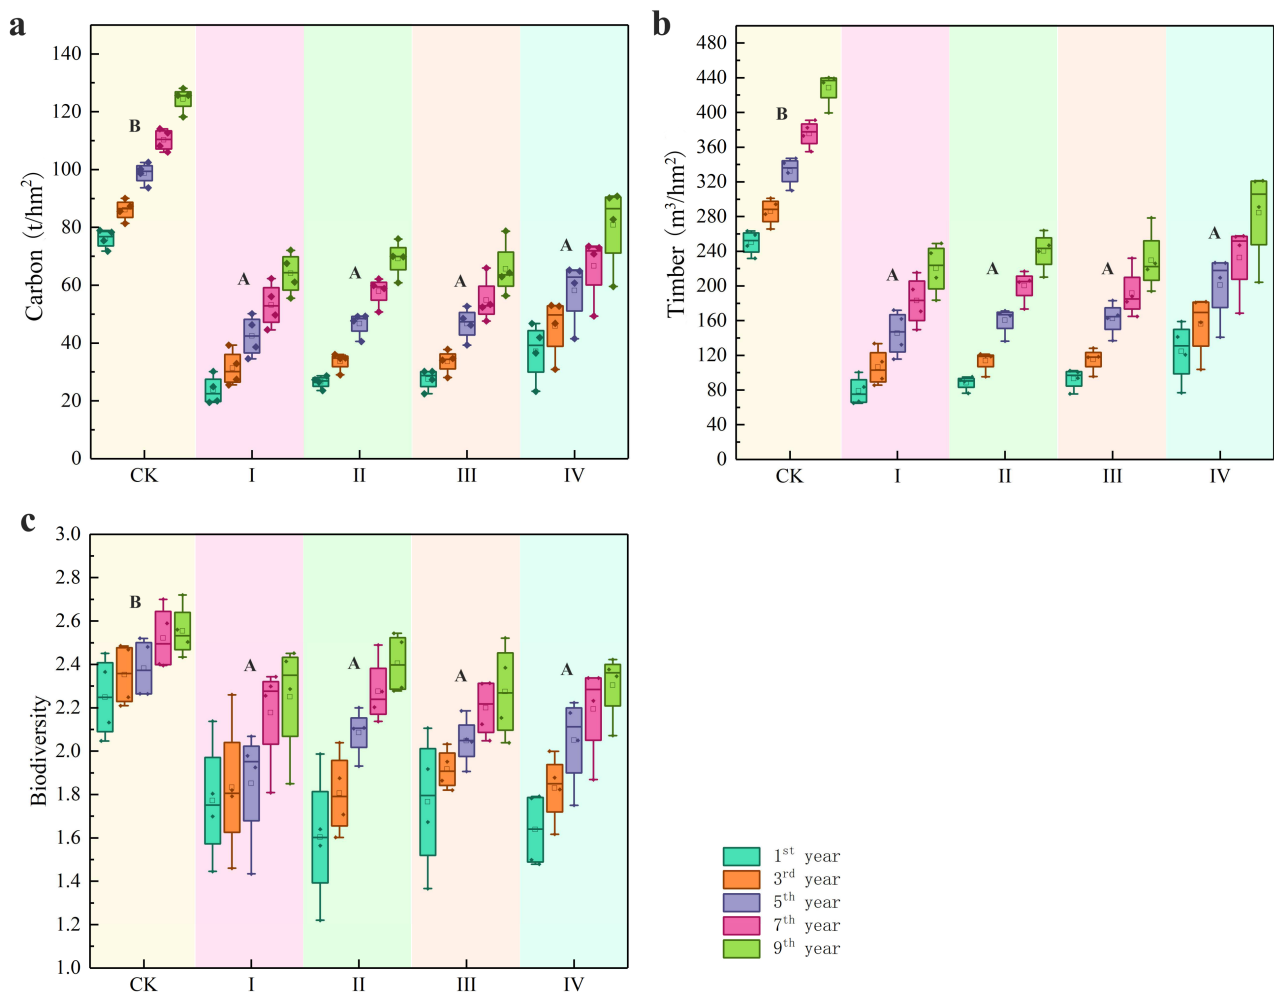 a
Carbon (t/hm²)
140
120
100
80
60
40
20
0
B
A
A
A
A
CK I II III IV
b
Timber (m³/hm²)
480
440
400
360
320
280
240
200
160
120
80
40
0
B
A
A
A
A
CK I II III IV
c
Biodiversity
3.0
2.8
2.6
2.4
2.2
2.0
1.8
1.6
1.4
1.2
1.0
B
A
A
A
A
CK I II III IV
1st year
3rd year
5th year
7th year
9th year